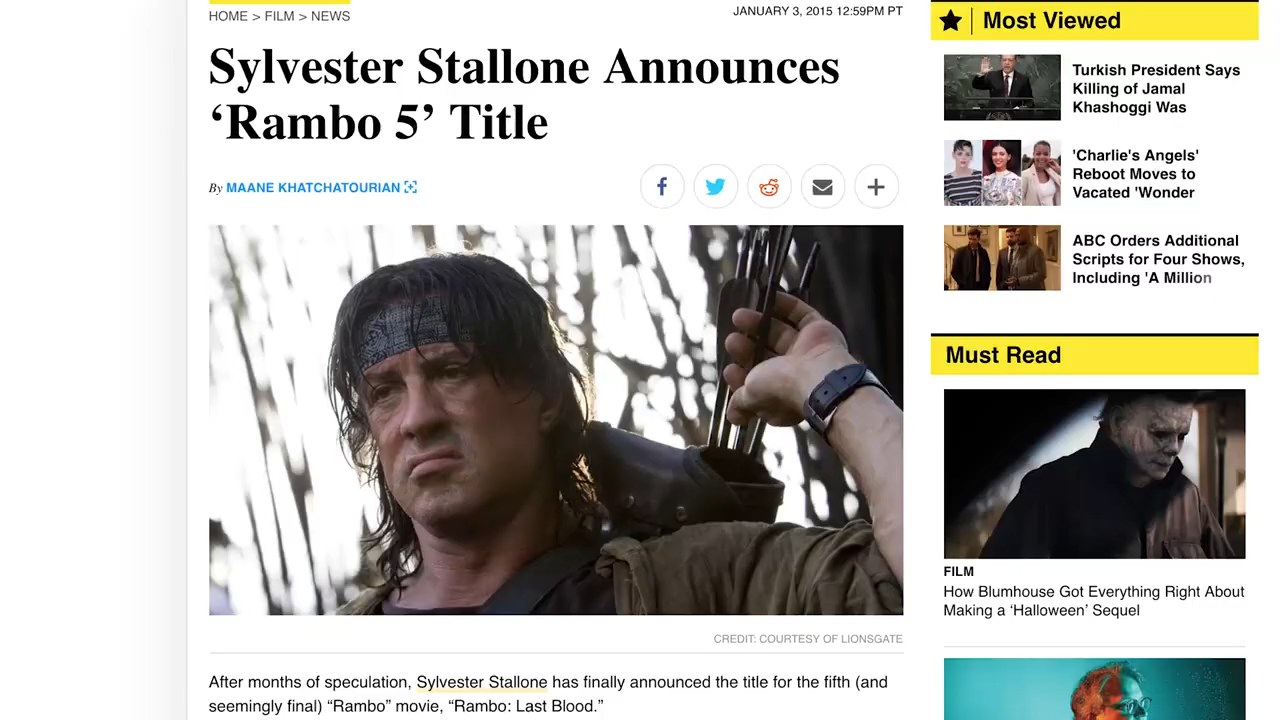 HOME > FILM > NEWS
JANUARY 3, 2015 12:59PM PT
Sylvester Stallone Announces
‘Rambo 5’ Title
By MAANE KHATCHATOURIAN
CREDIT: COURTESY OF LIONSGATE
After months of speculation, Sylvester Stallone has finally announced the title for the fifth (and
seemingly final) “Rambo” movie, “Rambo: Last Blood.”
Most Viewed
Turkish President Says
Killing of Jamal
Khashoggi Was
'Charlie's Angels'
Reboot Moves to
Vacated 'Wonder
ABC Orders Additional
Scripts for Four Shows,
Including 'A Million
Must Read
FILM
How Blumhouse Got Everything Right About
Making a ‘Halloween’ Sequel